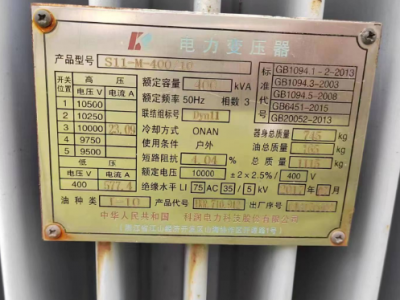 电力变压器
产品型号 S11-M-400/10
标准代号
GB1094.1-2-2013
GB1094.3-2003
GB1094.5-2008
GB6451-2015
GB20052-2013
开关位置 高压
电压 V 电流 A
1 10500
2 10250
3 10000 23.09
4 9750
5 9500
低压
电压 V 电流 A
400 577.4
额定容量 400 kVA
额定频率 50Hz 相数 3
联结组标号 Dyn11
冷却方式 ONAN
使用条件 户外
短路阻抗 4.04 %
额定电压 10000 ±2×2.5%/ 400 V
绝缘水平 LI 75 AC 35 / 5 kV
器身总质量 745 kg
油总质量 kg
总质量 1115 kg
油种类
产品代号
出厂序号
中华人民共和国